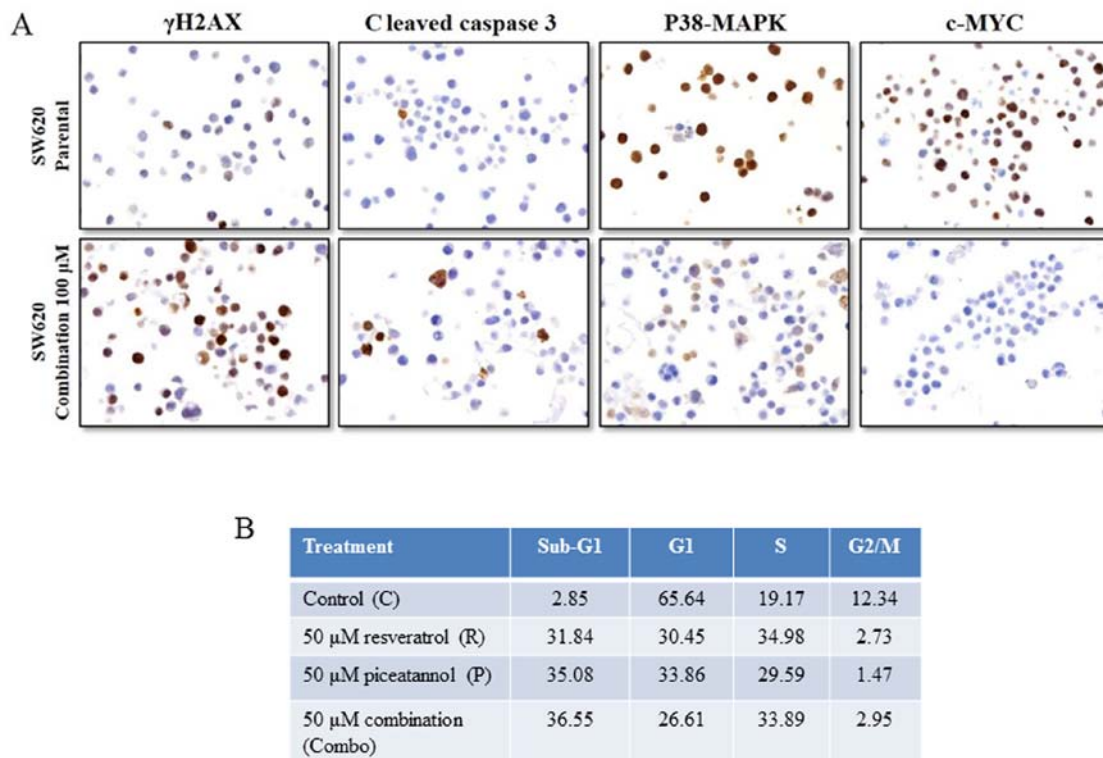 A
γH2AX Cleaved caspase 3 P38-MAPK c-MYC
SW620
Parental
SW620
Combination 100 µM
B
Treatment Sub-G1 G1 S G2/M
Control (C) 2.85 65.64 19.17 12.34
50 µM resveratrol (R) 31.84 30.45 34.98 2.73
50 µM piceatannol (P) 35.08 33.86 29.59 1.47
50 µM combination
(Combo) 36.55 26.61 33.89 2.95